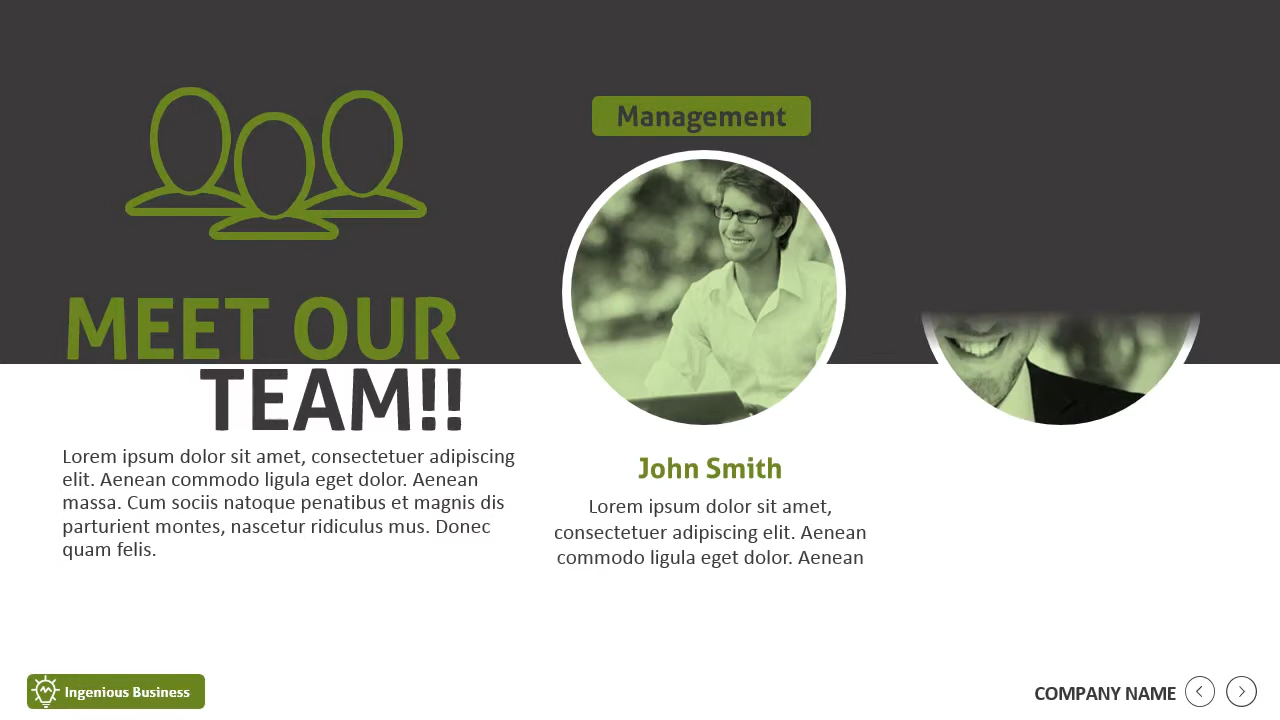 MEET OUR
TEAM!!
Lorem ipsum dolor sit amet, consectetuer adipiscing
elit. Aenean commodo ligula eget dolor. Aenean
massa. Cum sociis natoque penatibus et magnis dis
parturient montes, nascetur ridiculus mus. Donec
quam felis.
Management
John Smith
Lorem ipsum dolor sit amet,
consectetuer adipiscing elit. Aenean
commodo ligula eget dolor. Aenean
Ingenious Business
COMPANY NAME